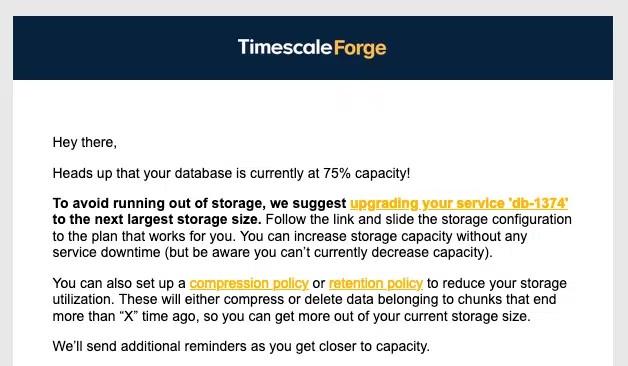 TimescaleForge
Hey there,
Heads up that your database is currently at 75% capacity!
To avoid running out of storage, we suggest upgrading your service 'db-1374'
to the next largest storage size. Follow the link and slide the storage configuration
to the plan that works for you. You can increase storage capacity without any
service downtime (but be aware you can’t currently decrease capacity).
You can also set up a compression policy or retention policy to reduce your storage
utilization. These will either compress or delete data belonging to chunks that end
more than “X” time ago, so you can get more out of your current storage size.
We’ll send additional reminders as you get closer to capacity.